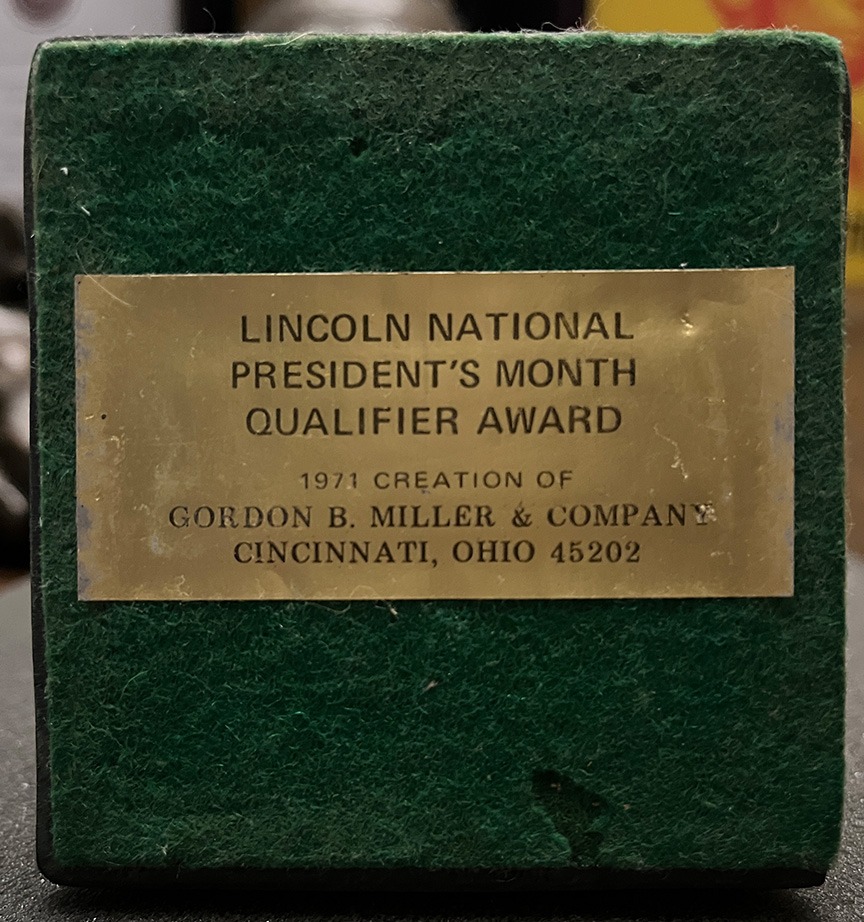 LINCOLN NATIONAL
PRESIDENT'S MONTH
QUALIFIER AWARD
1971 CREATION OF
GORDON B. MILLER & COMPANY
CINCINNATI, OHIO 45202